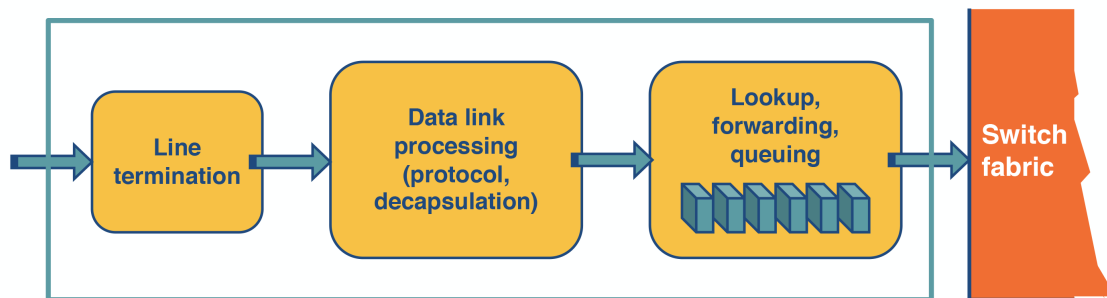 Line
termination
Data link
processing
(protocol,
decapsulation)
Lookup,
forwarding,
queuing
Switch
fabric